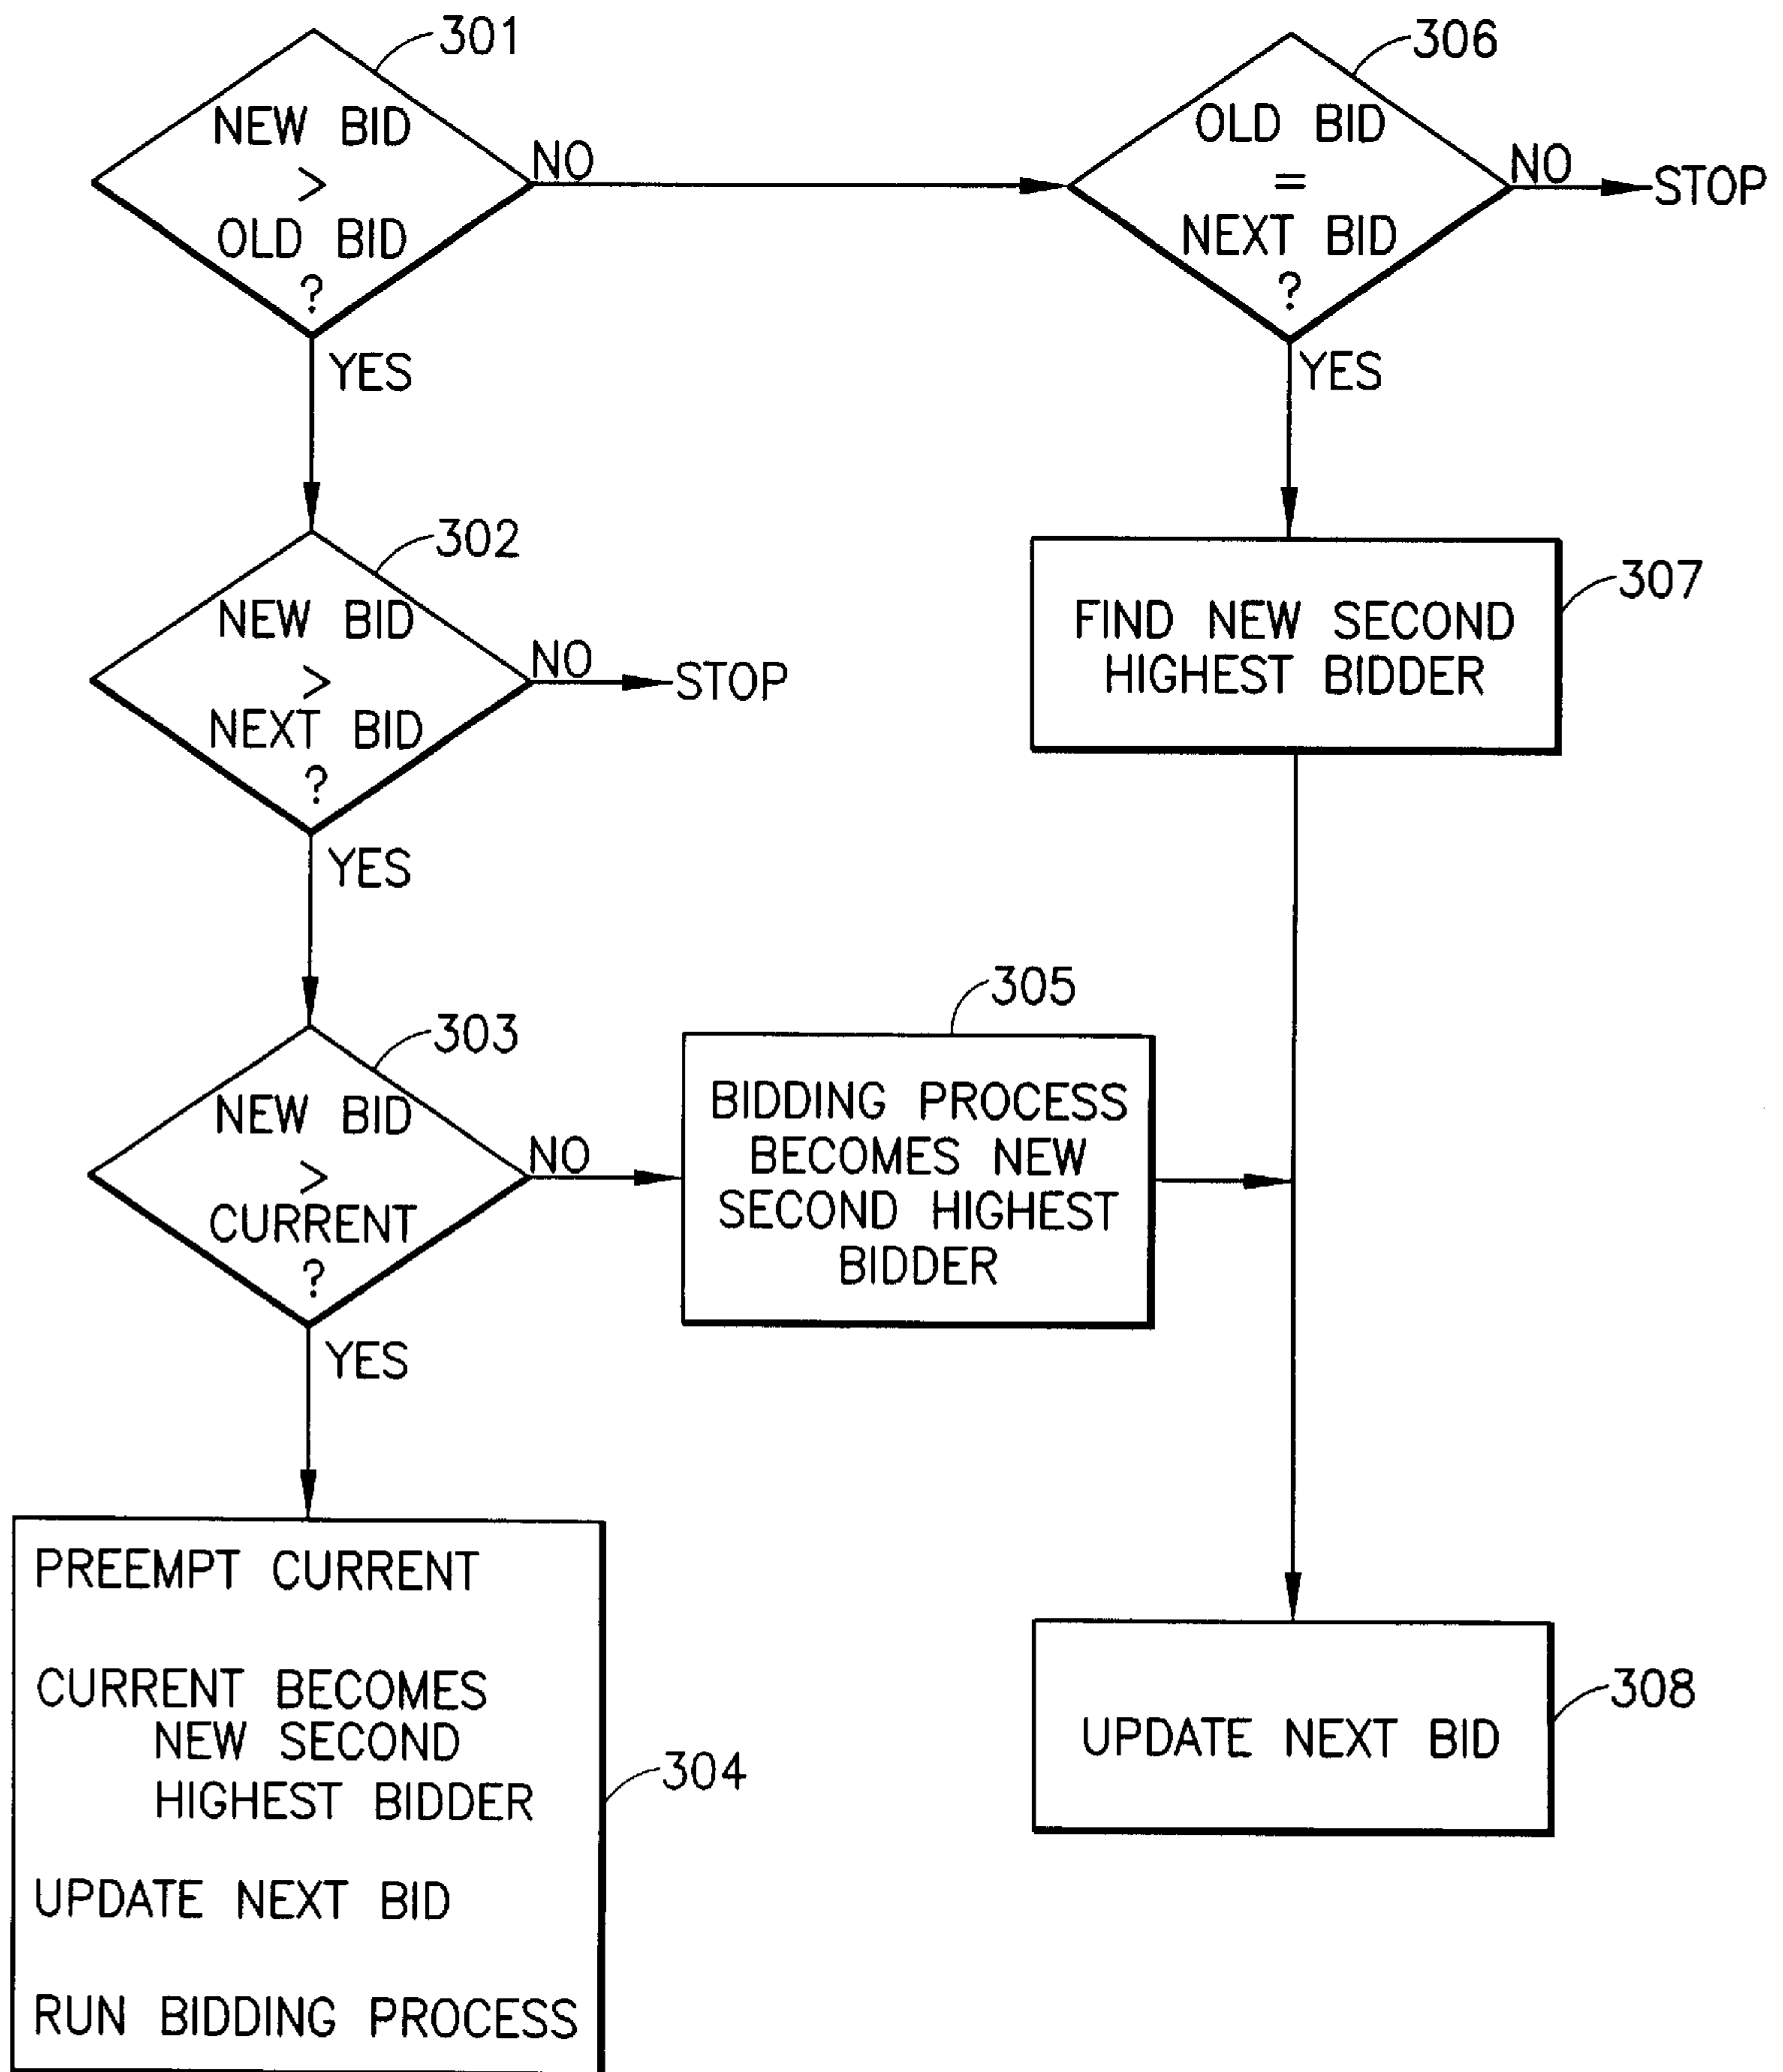 301
NEW BID
>
OLD BID
?
NO
YES
306
OLD BID
=
NEXT BID
?
NO
STOP
YES
302
NEW BID
>
NEXT BID
?
NO
STOP
YES
307
FIND NEW SECOND
HIGHEST BIDDER
303
NEW BID
>
CURRENT
?
NO
YES
305
BIDDING PROCESS
BECOMES NEW
SECOND HIGHEST
BIDDER
304
PREEMPT CURRENT
CURRENT BECOMES
NEW SECOND
HIGHEST BIDDER
UPDATE NEXT BID
RUN BIDDING PROCESS
308
UPDATE NEXT BID